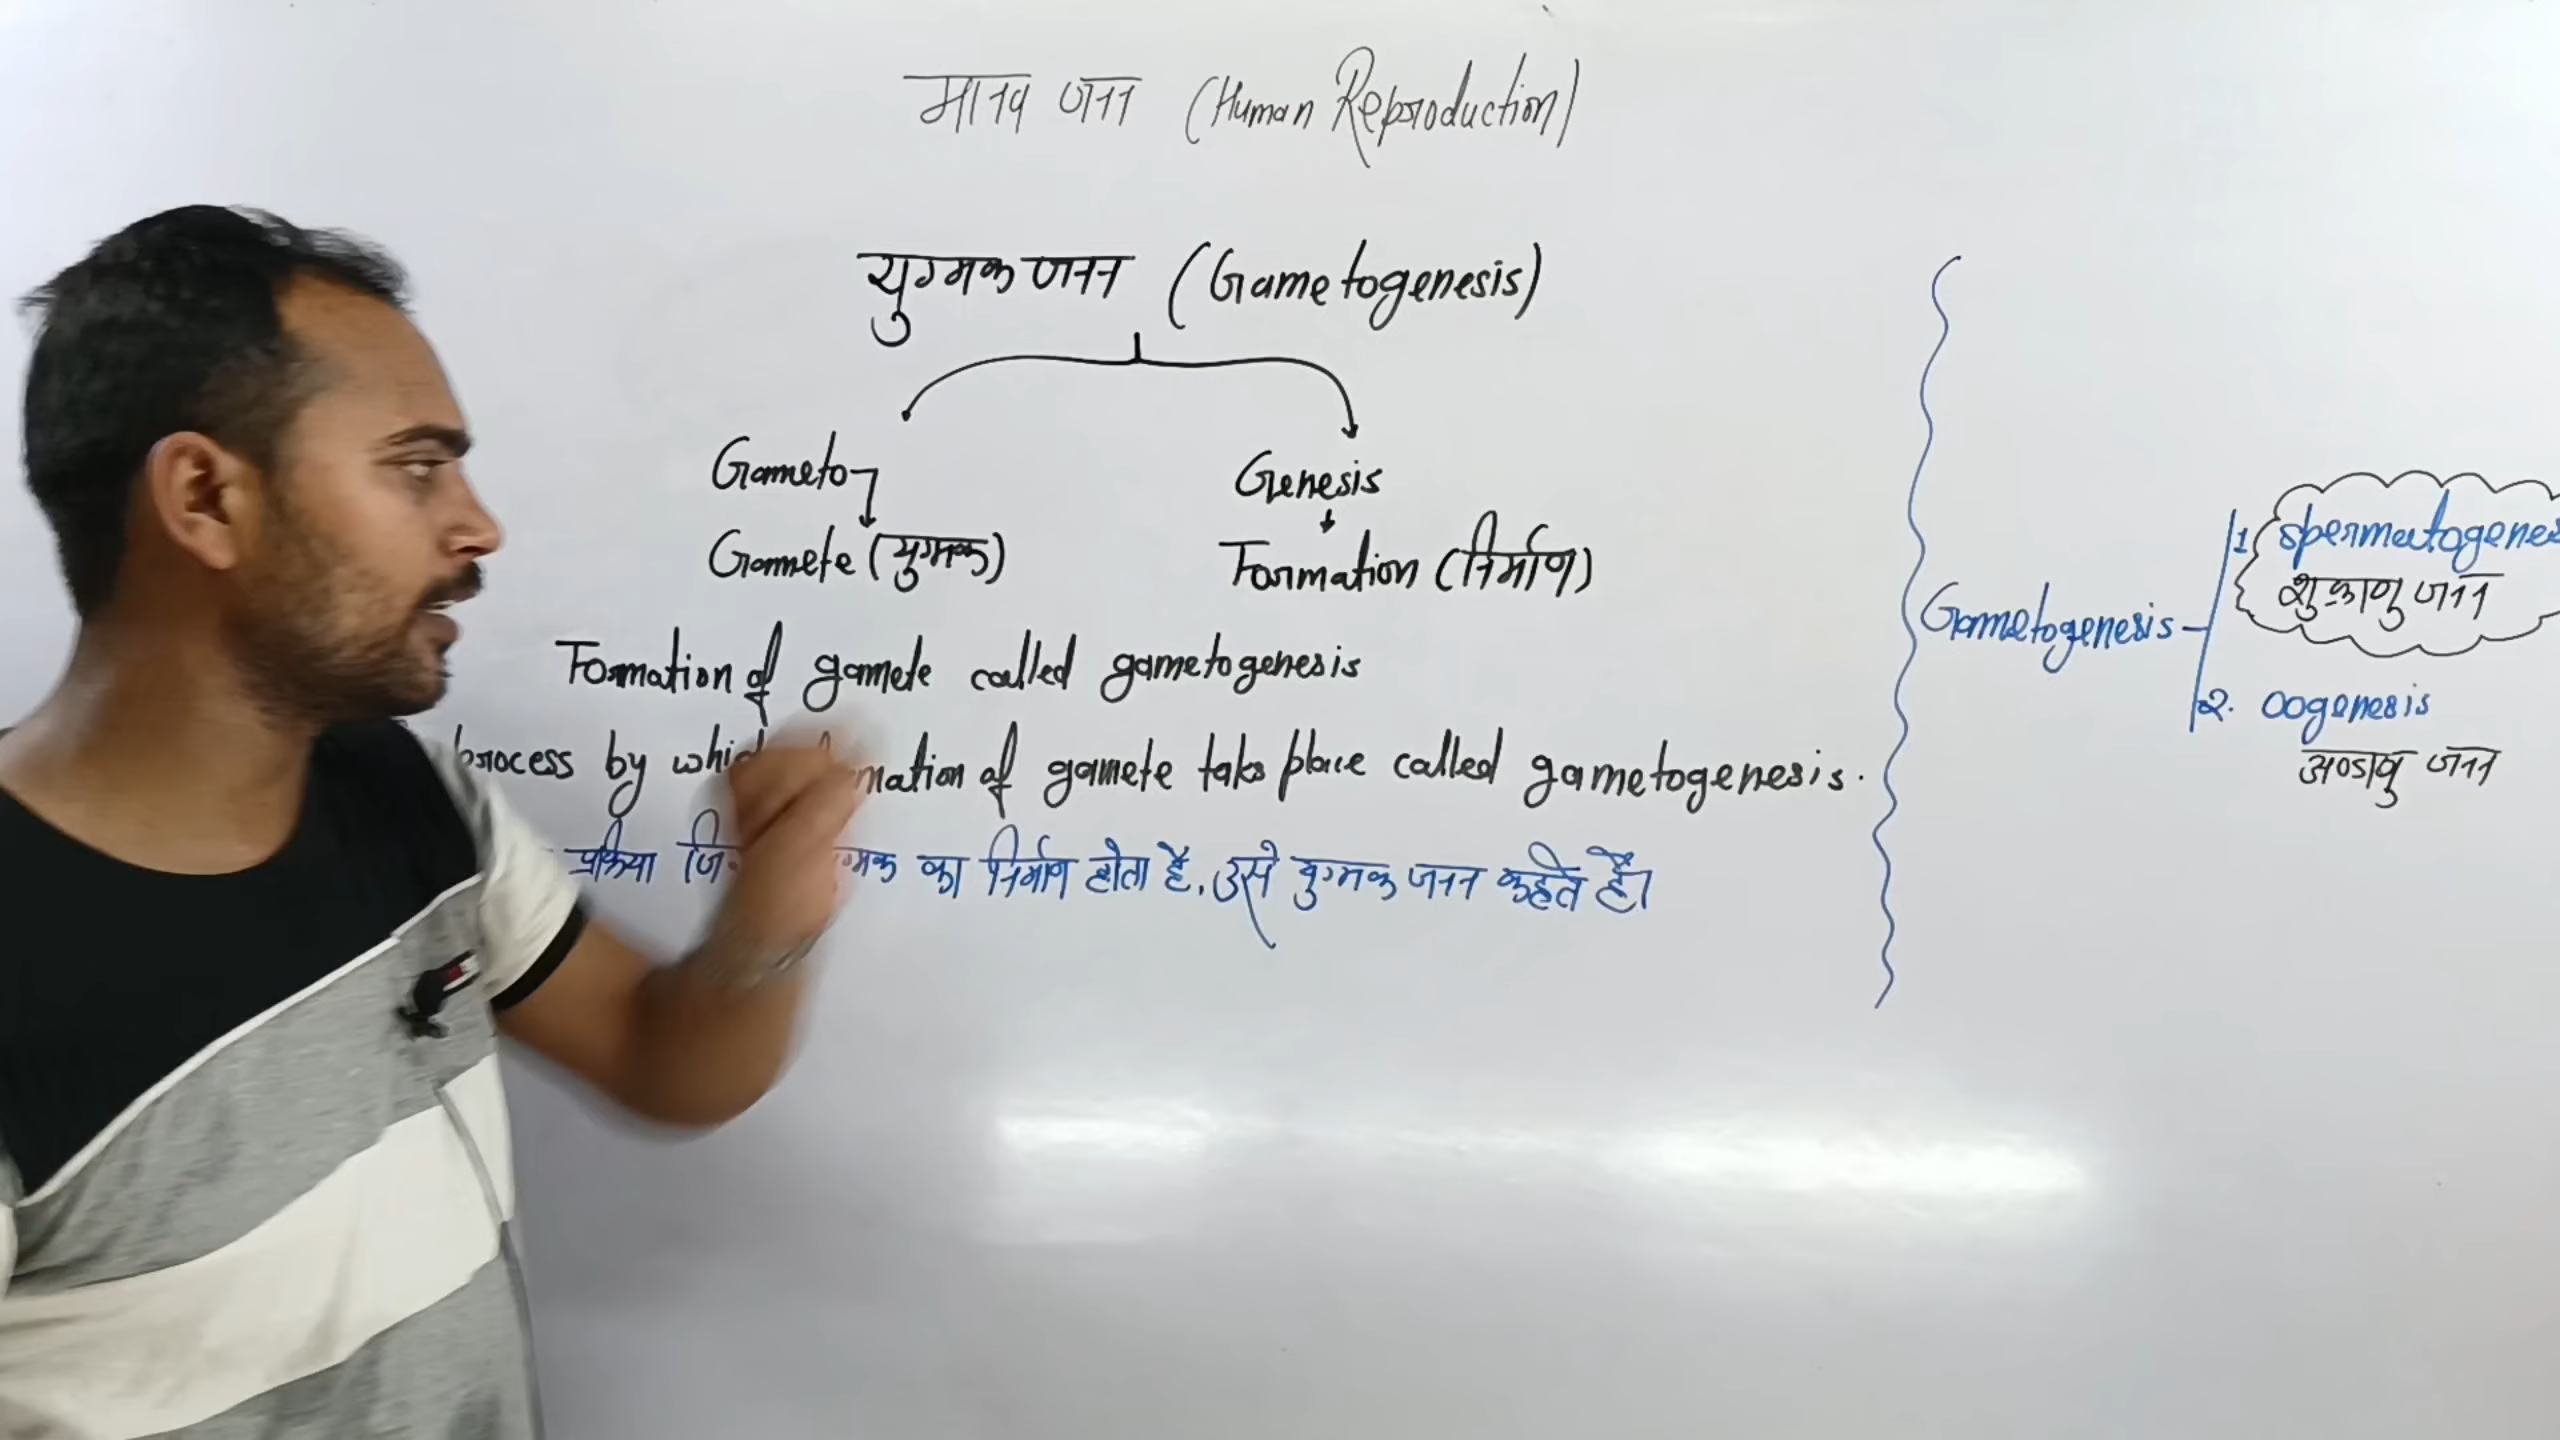 मानव जनन (Human Reproduction)
युग्मक जनन (Gametogenesis)
Gameto
Genesis
Gamete (युग्मक)
Formation (निर्माण)
Formation of gamete called gametogenesis
process by which mation of gamete take place called gametogenesis.
प्रक्रिया का निर्माण होता है, उसे युग्मक जनन कहते हैं।
Gametogenesis
1. spermatogenes
शुक्राणु जनन
2. oogenesis
अण्डाणु जनन